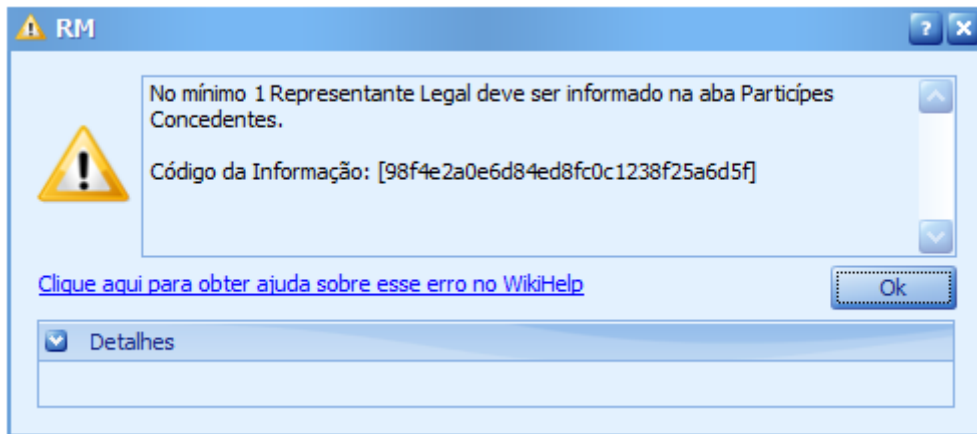 RM
No mínimo 1 Representante Legal deve ser informado na aba Particípes
Concedentes.
Código da Informação: [98f4e2a0e6d84ed8fc0c1238f25a6d5f]
Clique aqui para obter ajuda sobre esse erro no WikiHelp
Ok
Detalhes